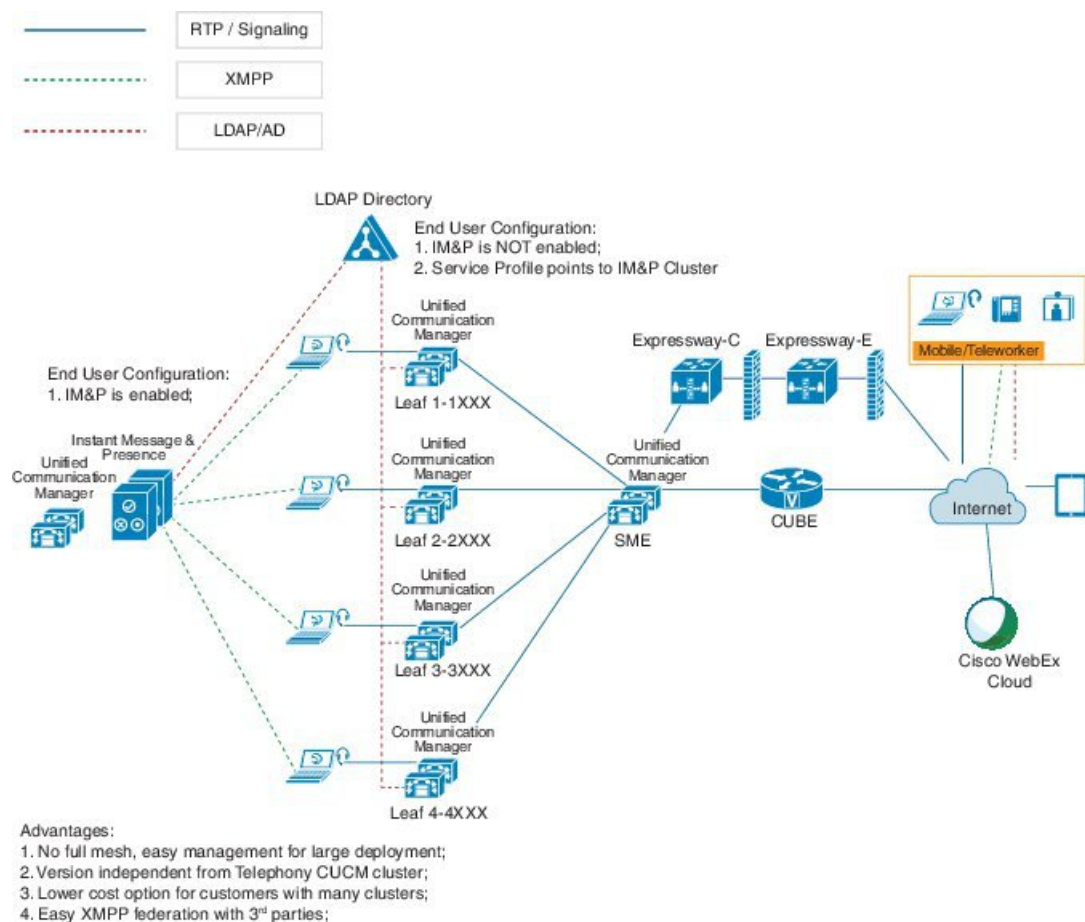 RTP / Signaling
XMPP
LDAP/AD
LDAP Directory
End User Configuration:
1. IM&P is NOT enabled;
2. Service Profile points to IM&P Cluster
Unified
Communication
Manager
Leaf 1-1XXX
Expressway-C
Expressway-E
Mobile/Teleworker
End User Configuration:
1. IM&P is enabled;
Instant Message &
Presence
Unified
Communication
Manager
Unified
Communication
Manager
Leaf 2-2XXX
Unified
Communication
Manager
SME
V
CUBE
Internet
Unified
Communication
Manager
Leaf 3-3XXX
Cisco WebEx
Cloud
Unified
Communication
Manager
Leaf 4-4XXX
Advantages:
1. No full mesh, easy management for large deployment;
2. Version independent from Telephony CUCM cluster;
3. Lower cost option for customers with many clusters;
4. Easy XMPP federation with 3rd parties;